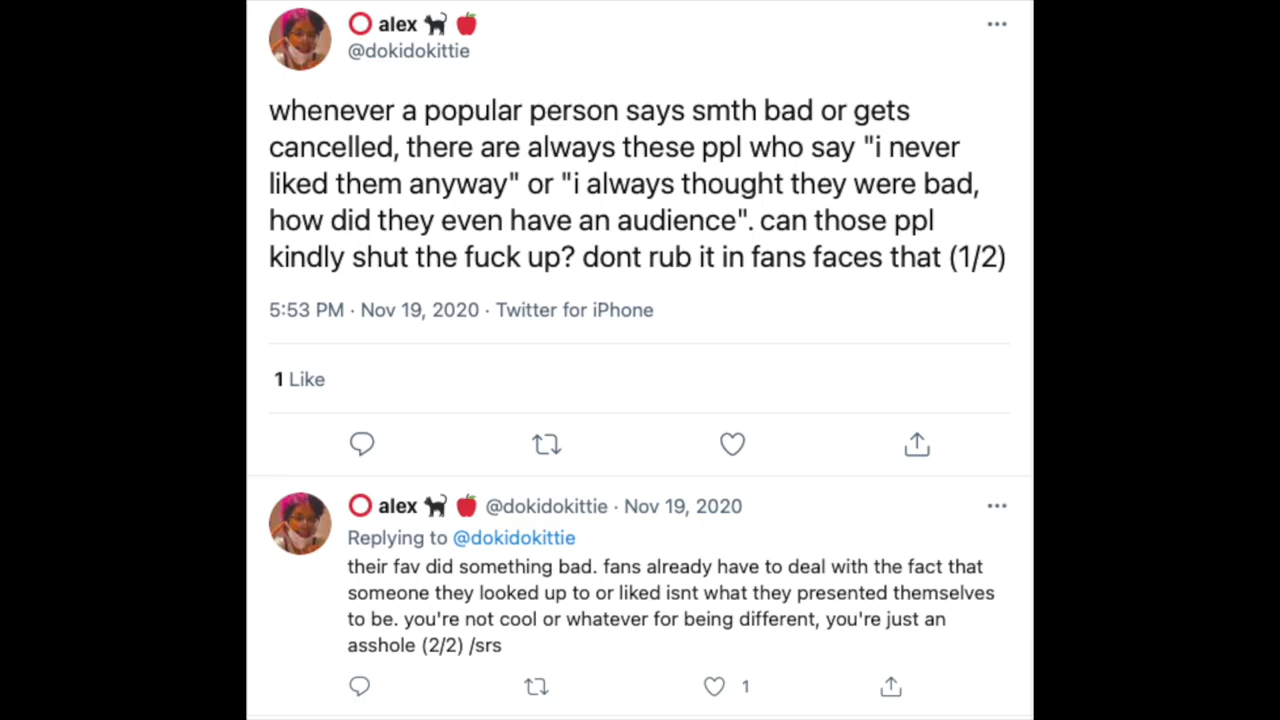 ⭕ alex 🐈‍⬛ 🍎
@dokidokittie
whenever a popular person says smth bad or gets
cancelled, there are always these ppl who say "i never
liked them anyway" or "i always thought they were bad,
how did they even have an audience". can those ppl
kindly shut the fuck up? dont rub it in fans faces that (1/2)
5:53 PM · Nov 19, 2020 · Twitter for iPhone
1 Like
⭕ alex 🐈‍⬛ 🍎 @dokidokittie · Nov 19, 2020
Replying to @dokidokittie
their fav did something bad. fans already have to deal with the fact that
someone they looked up to or liked isnt what they presented themselves
to be. you're not cool or whatever for being different, you're just an
asshole (2/2) /srs
1